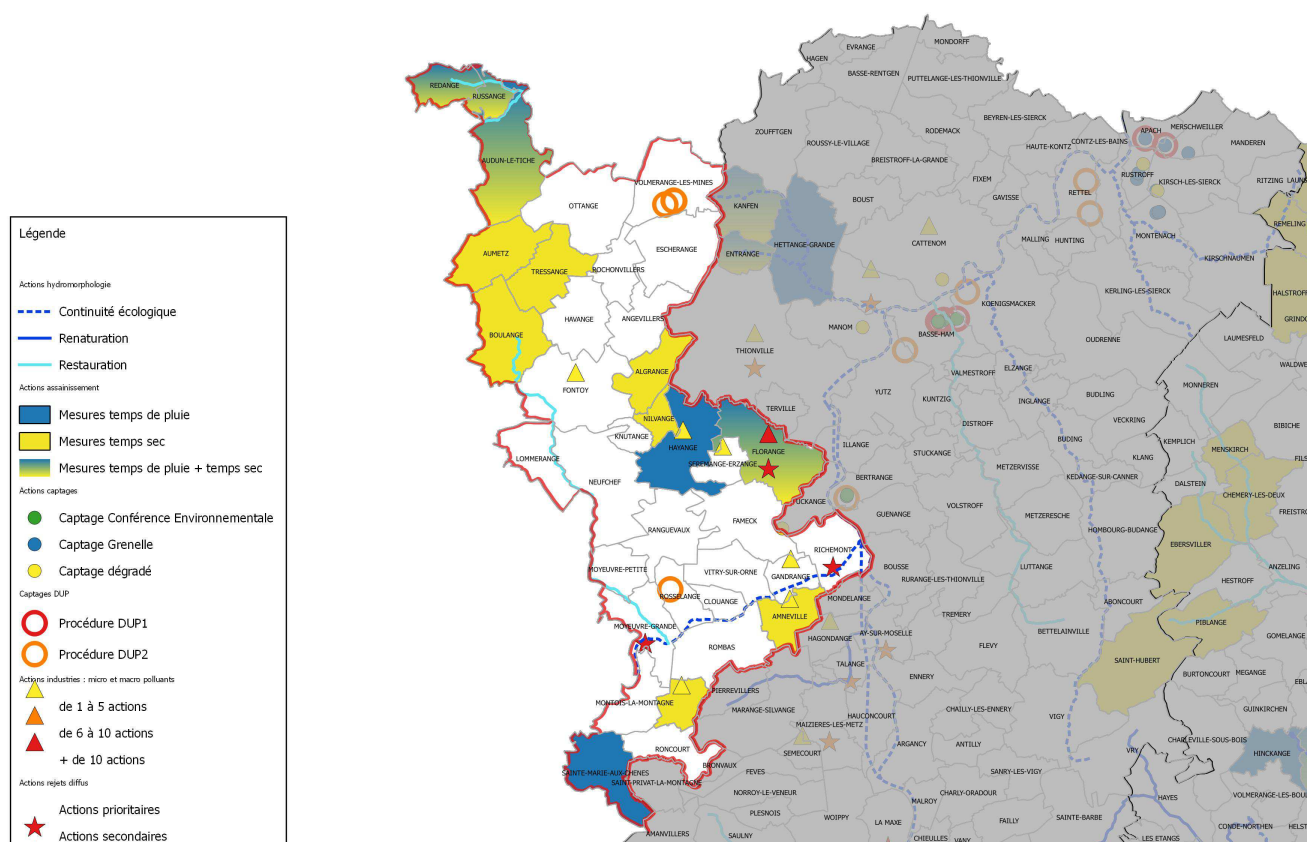 Légende
Actions hydromorphologie
Continuité écologique
Renaturation
Restauration
Actions assainissement
Mesures temps de pluie
Mesures temps sec
Mesures temps de pluie + temps sec
Actions captages
Captage Conférence Environnementale
Captage Grenelle
Captage dégradé
Captages DUP
Procédure DUP1
Procédure DUP2
Actions industries : micro et macro polluants
de 1 à 5 actions
de 6 à 10 actions
+ de 10 actions
Actions rejets diffus
Actions prioritaires
Actions secondaires
REDANGE
RUSSANGE
AUDUN-LE-TICHE
OTTANGE
VOLMERANGE-LES-MINES
AUMETZ
TRESSANGE
ROCHONVILLERS
ESCHERANGE
BOULANGE
HAVANGE
ANGEVILLERS
FONTOY
ALGRANGE
NILVANGE
KNUTANGE
HAYANGE
SEREMANGE-ERZANGE
FLORANGE
TERVILLE
LOMMERANGE
NEUFCHEF
UCKANGE
RANGUEVAUX
FAMECK
RICHEMONT
MOYEUVRE-PETITE
VITRY-SUR-ORNE
GANDRANGE
ROSSELANGE
CLOUANGE
AMNEVILLE
MONDELANGE
MOYEUVRE-GRANDE
ROMBAS
HAGONDANGE
MONTOIS-LA-MONTAGNE
PIERREVILLERS
RONCOURT
BRONVAUX
SAINTE-MARIE-AUX-CHENES
SAINT-PRIVAT-LA-MONTAGNE
AMANVILLERS
HAGEN
EVRANGE
MONDORFF
BASSE-RENTGEN
PUTTELANGE-LES-THIONVILLE
ZOUFFTGEN
ROUSSY-LE-VILLAGE
RODEMACK
BEYREN-LES-SIERCK
BREISTROFF-LA-GRANDE
HAUTE-KONTZ
CONTZ-LES-BAINS
APACH
MERSCHWEILLER
MANDEREN
FIXEM
RUSTROFF
KIRSCH-LES-SIERCK
RITZING
KANFEN
BOUST
GAVISSE
RETTEL
REMELING
HETTANGE-GRANDE
ENTRANGE
CATTENOM
MALLING
HUNTING
MONTENACH
KIRSCHNAUMEN
KERLING-LES-SIERCK
KOENIGSMACKER
MANOM
BASSE-HAM
THIONVILLE
OUDRENNE
LAUMESFELD
YUTZ
VALMESTROFF
ELZANGE
KUNTZIG
INGLANGE
BUDLING
MONNEREN
DISTROFF
VECKRING
ILLANGE
STUCKANGE
BUDING
KEMPLICH
KLANG
BIBICHE
MENSKIRCH
METZERVISSE
KEDANGE-SUR-CANNER
DALSTEIN
CHEMERY-LES-DEUX
BERTRANGE
GUENANGE
VOLSTROFF
METZERESCHE
HOMBOURG-BUDANGE
EBERSVILLER
BOUSSE
RURANGE-LES-THIONVILLE
LUTTANGE
HESTROFF
ANZELING
ABONCOURT
TREMERY
BETTELAINVILLE
PIBLANGE
AY-SUR-MOSELLE
FLEVY
GOMELANGE
TALANGE
ENNERY
SAINT-HUBERT
BURTONCOURT
MEGANGE
MARANGE-SILVANGE
HAUCONCOURT
CHAILLY-LES-ENNERY
VIGY
GUINKIRCHEN
MAIZIERES-LES-METZ
SEMECOURT
ARGANCY
ANTILLY
CHARLEVILLE-SOUS-BOIS
VRY
HINCKANGE
FEVES
SANRY-LES-VIGY
NORROY-LE-VENEUR
CHARLY-ORADOUR
MALROY
HAYES
PLESNOIS
WOIPPY
LA MAXE
FAILLY
SAINTE-BARBE
SAULNY
CHIEULLES
VANY
LES ETANGS
CONDE-NORTHEN